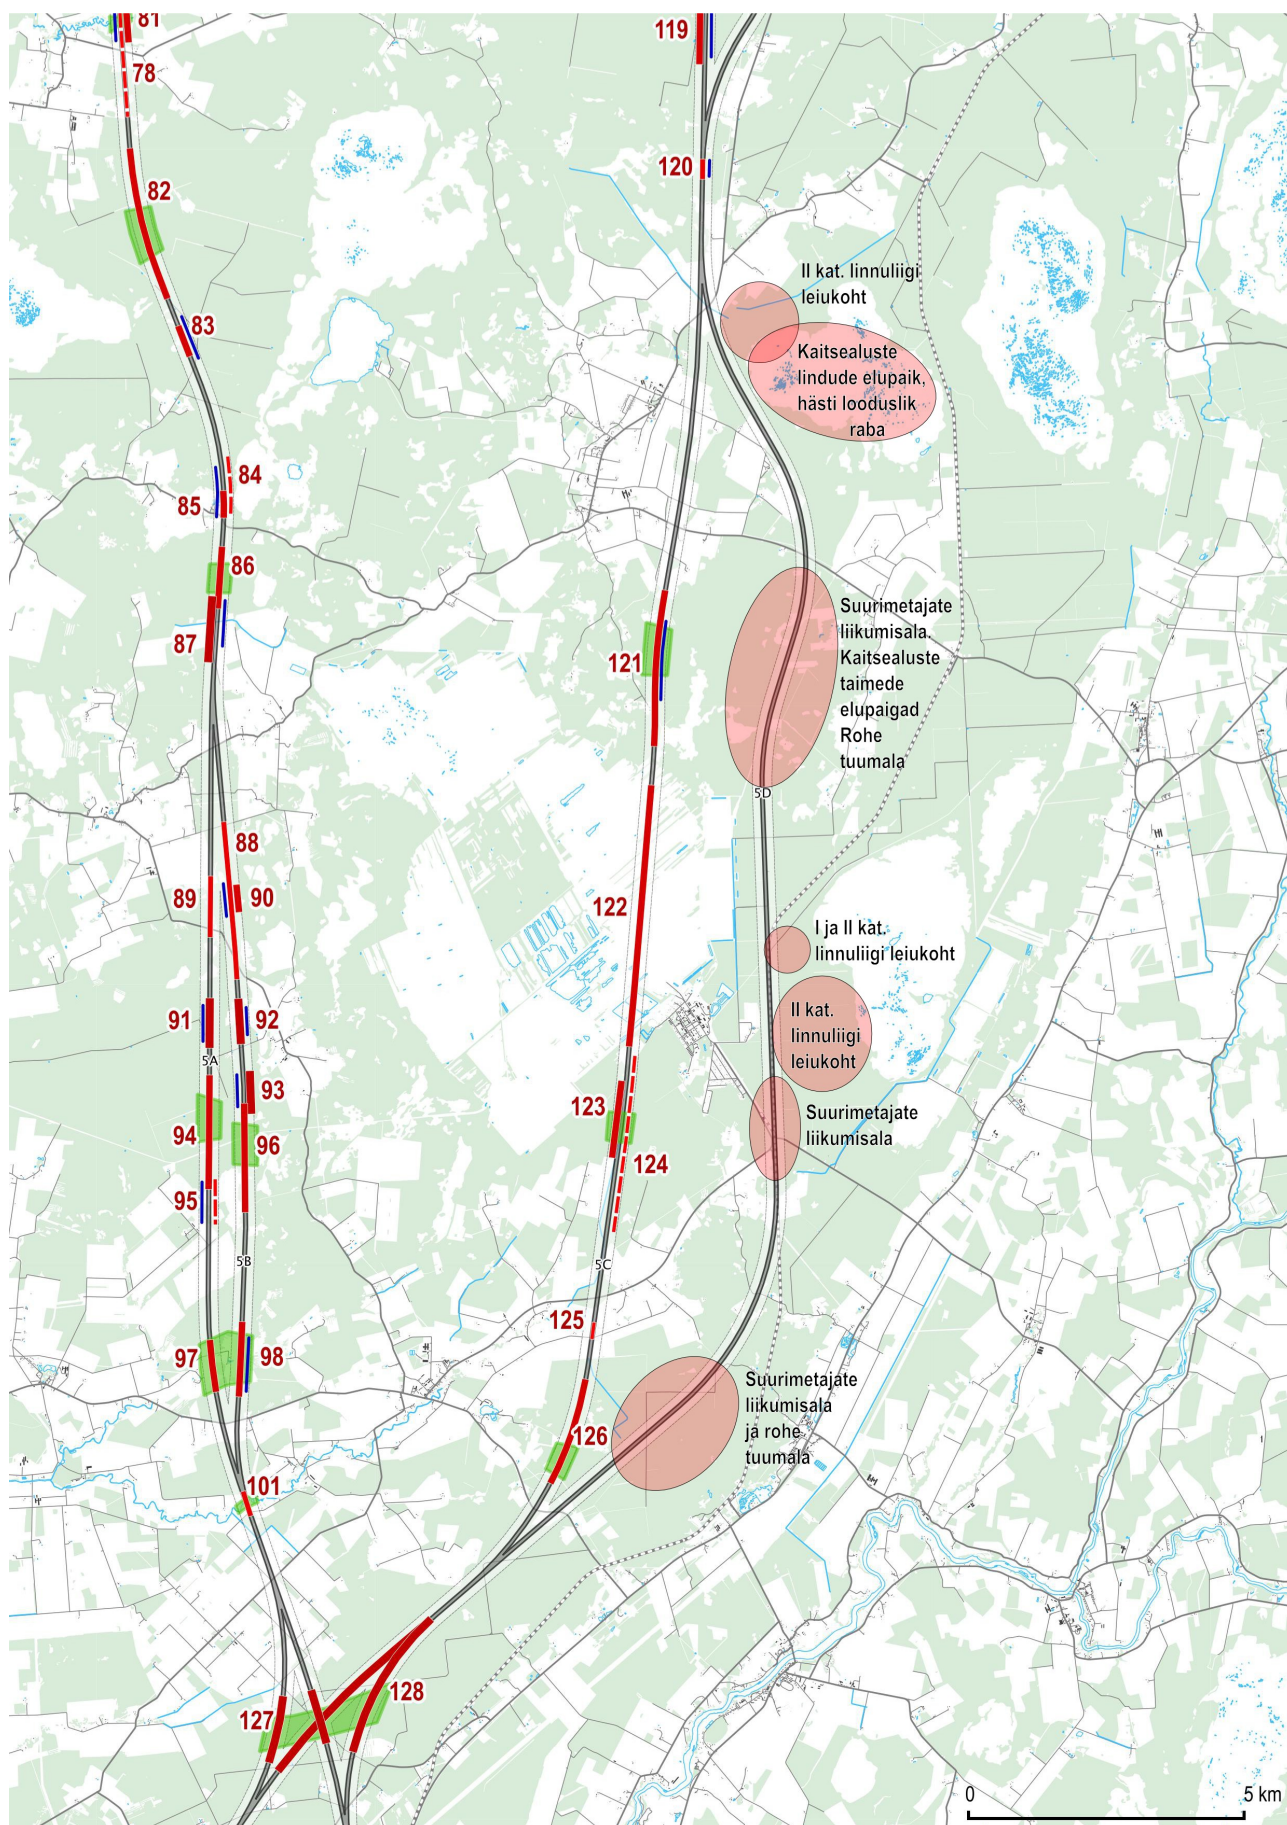 81
119
78
120
82
II kat. linnuliigi
leiukoht
83
Kaitsealuste
lindude elupaik,
hästi looduslik
raba
84
85
86
Suurimetajate
liikumisala.
Kaitsealuste
taimede
elupaigad
Rohe
tuumala
87
121
5D
88
89
90
122
I ja II kat.
linnuliigi leiukoht
91
92
II kat.
linnuliigi
leiukoht
5A
93
123
Suurimetajate
liikumisala
94
96
124
95
5B
5C
125
97
98
Suurimetajate
liikumisala
ja rohe
tuumala
126
101
128
127
0
5 km